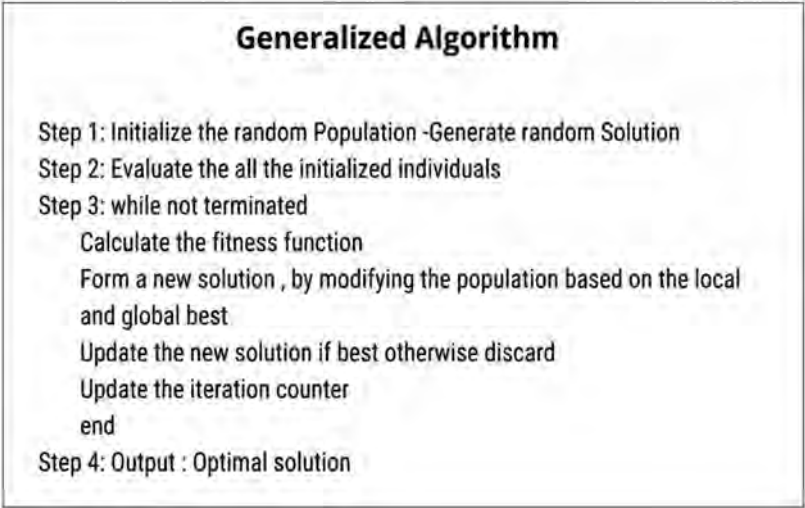 Generalized Algorithm
Step 1: Initialize the random Population -Generate random Solution
Step 2: Evaluate the all the initialized individuals
Step 3: while not terminated
Calculate the fitness function
Form a new solution , by modifying the population based on the local
and global best
Update the new solution if best otherwise discard
Update the iteration counter
end
Step 4: Output : Optimal solution